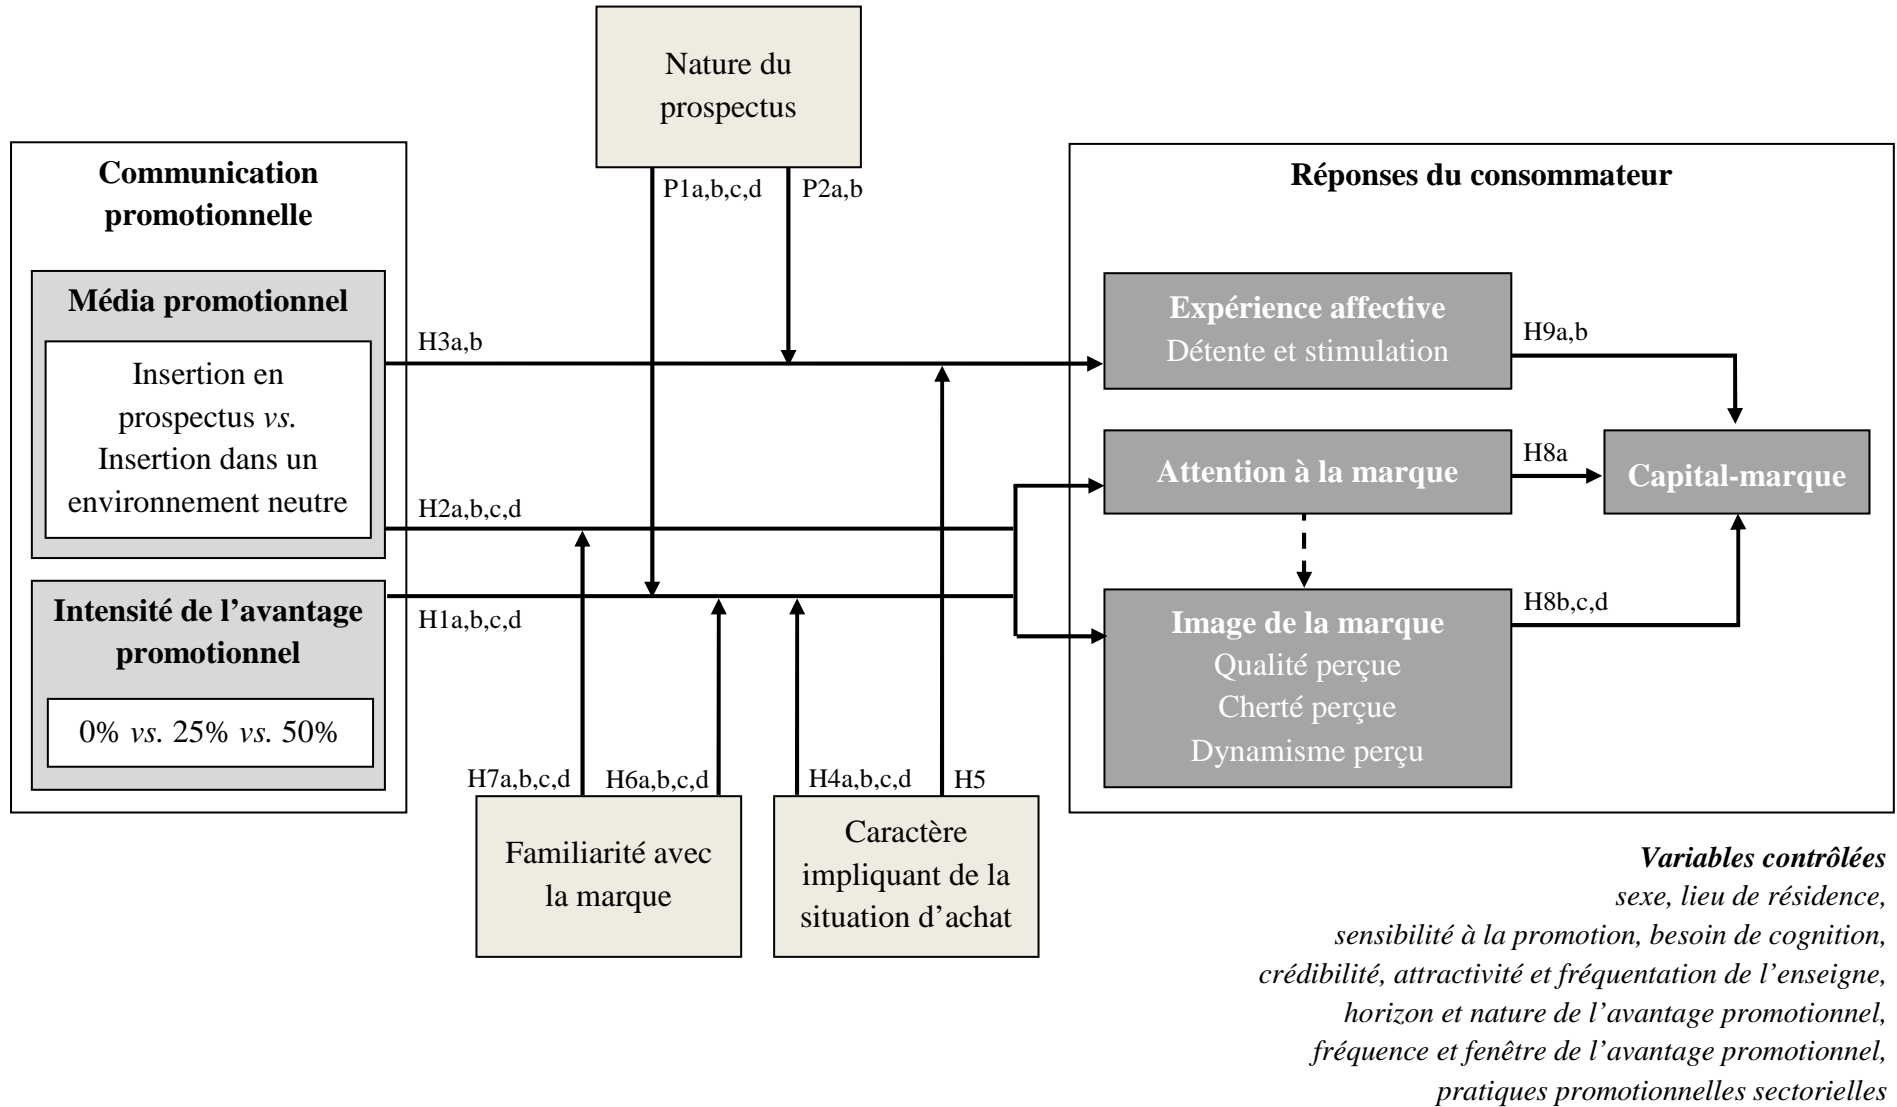 Nature du
prospectus
Communication
promotionnelle
P1a,b,c,d
P2a,b
Réponses du consommateur
Média promotionnel
Insertion en
prospectus vs.
Insertion dans un
environnement neutre
H3a,b
H2a,b,c,d
Expérience affective
Détente et stimulation
H9a,b
Attention à la marque
H8a
Capital-marque
Intensité de l’avantage
promotionnel
0% vs. 25% vs. 50%
H1a,b,c,d
Image de la marque
Qualité perçue
Cherté perçue
Dynamisme perçu
H8b,c,d
H7a,b,c,d
H6a,b,c,d
H4a,b,c,d
H5
Familiarité avec
la marque
Caractère
impliquant de la
situation d’achat
Variables contrôlées
sexe, lieu de résidence,
sensibilité à la promotion, besoin de cognition,
crédibilité, attractivité et fréquentation de l’enseigne,
horizon et nature de l’avantage promotionnel,
fréquence et fenêtre de l’avantage promotionnel,
pratiques promotionnelles sectorielles